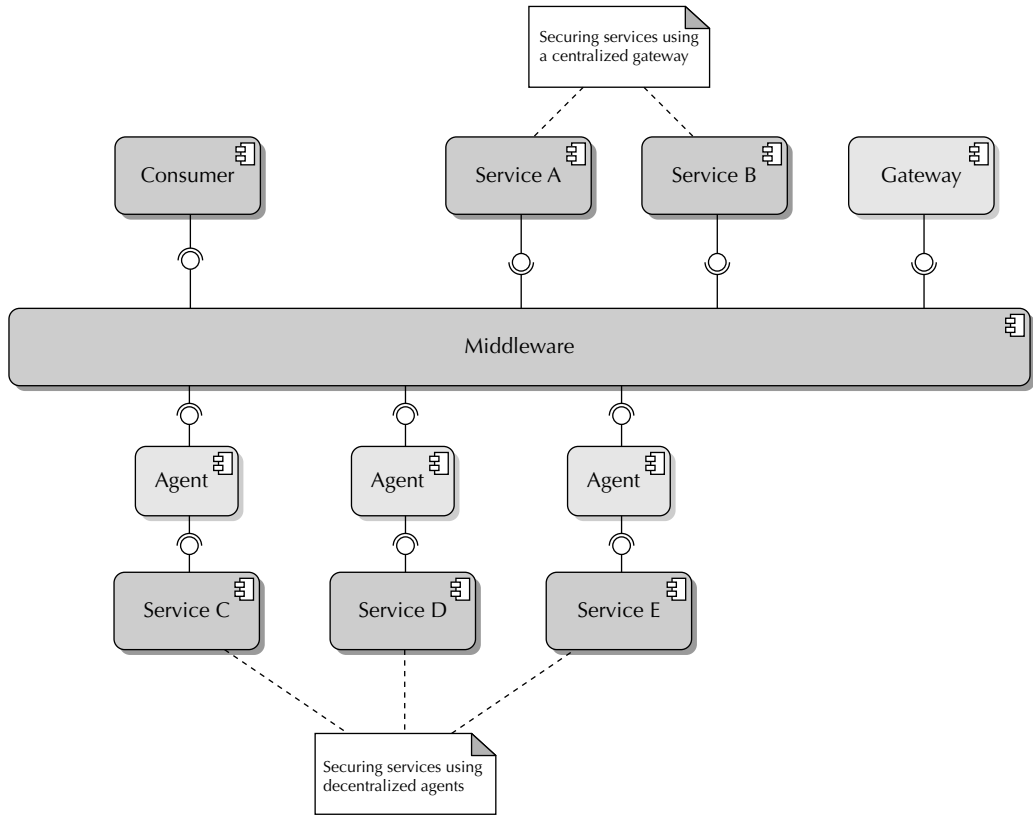 Securing services using
a centralized gateway
Consumer
Service A
Service B
Gateway
Middleware
Agent
Agent
Agent
Service C
Service D
Service E
Securing services using
decentralized agents